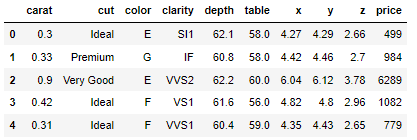 carat cut color clarity depth table x y z price
0 0.3 Ideal E SI1 62.1 58.0 4.27 4.29 2.66 499
1 0.33 Premium G IF 60.8 58.0 4.42 4.46 2.7 984
2 0.9 Very Good E VVS2 62.2 60.0 6.04 6.12 3.78 6289
3 0.42 Ideal F VS1 61.6 56.0 4.82 4.8 2.96 1082
4 0.31 Ideal F VVS1 60.4 59.0 4.35 4.43 2.65 779